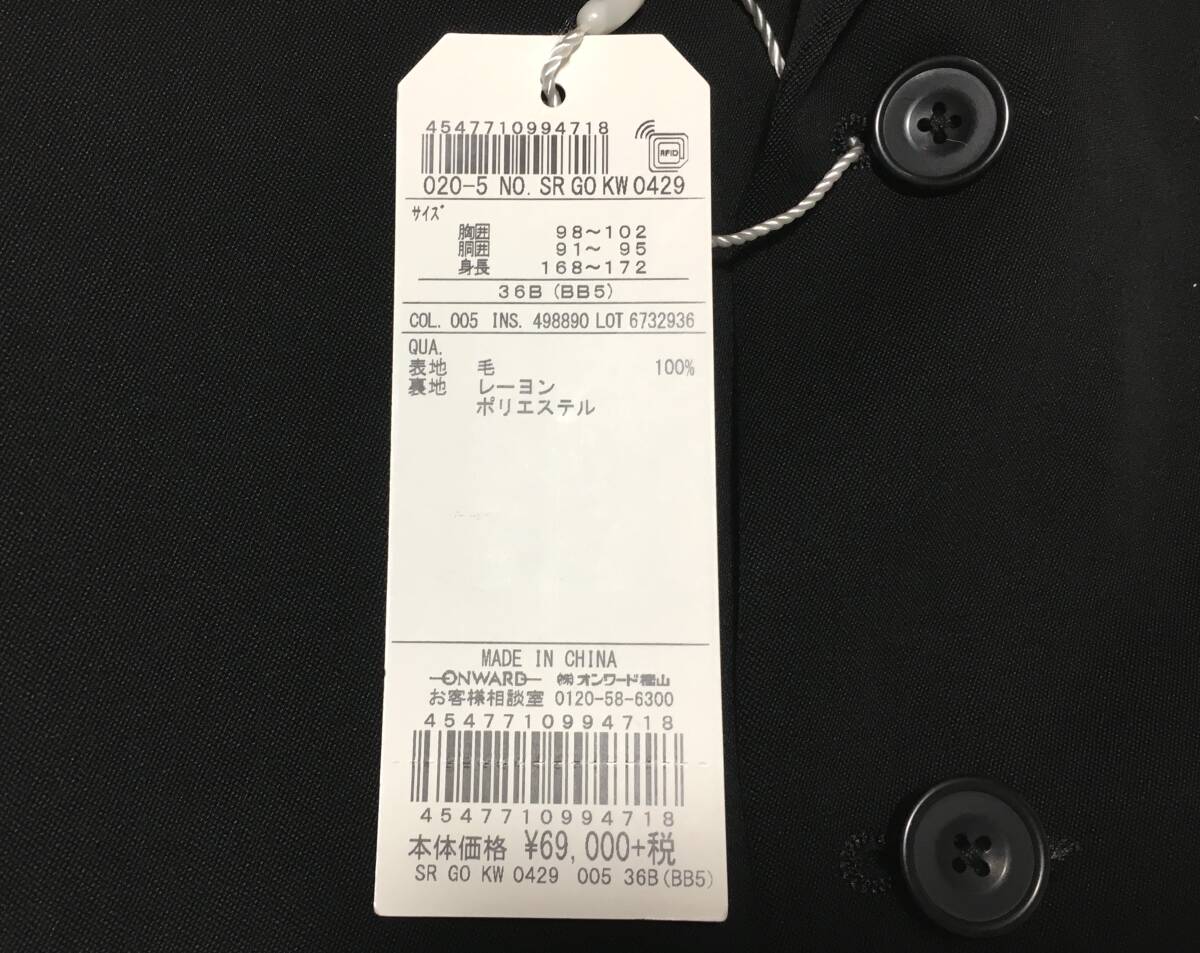 4547710994718
RFID
020-5 NO. SR GO KW 0429
サイズ
胸囲 98~102
胴囲 91~ 95
身長 168~172
36B (BB5)
COL. 005 INS. 498890 LOT 6732936
QUA.
表地 毛 100%
裏地 レーヨン
ポリエステル
MADE IN CHINA
ONWARD ㈱オンワード樫山
お客様相談室 0120-58-6300
4547710994718
4547710994718
本体価格 ¥69,000+税
SR GO KW 0429 005 36B(BB5)